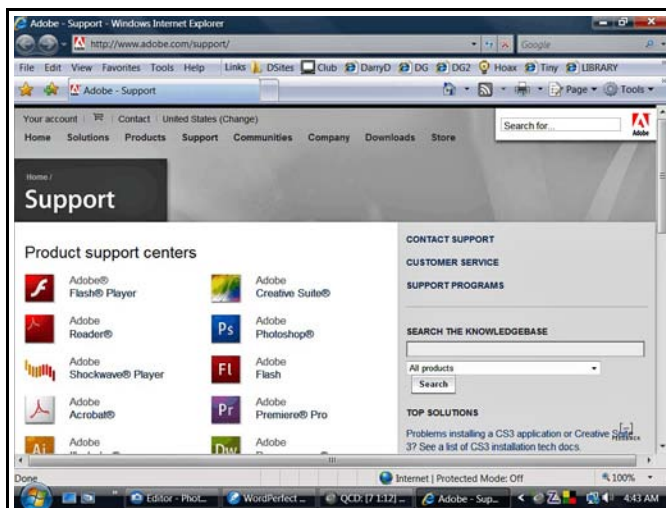 Adobe - Support - Windows Internet Explorer
http://www.adobe.com/support/
Google
File Edit View Favorites Tools Help Links DSites Club DarryD DG DG2 Hoax Tiny LIBRARY
Adobe - Support
Page Tools
Your account Contact United States (Change)
Search for...
Adobe
Home Solutions Products Support Communities Company Downloads Store
Home /
Support
Product support centers
Adobe®
Flash® Player
Adobe
Creative Suite®
Adobe
Reader®
Ps
Adobe
Photoshop®
Adobe
Shockwave® Player
Fl
Adobe
Flash
Adobe
Acrobat®
Pr
Adobe
Premiere® Pro
Ai
Adobe
Dw
Adobe
CONTACT SUPPORT
CUSTOMER SERVICE
SUPPORT PROGRAMS
SEARCH THE KNOWLEDGEBASE
All products
Search
TOP SOLUTIONS
Problems installing a CS3 application or Creative Suite
3? See a list of CS3 installation tech docs.
Done
Internet | Protected Mode: Off
100%
Editor - Phot...
WordPerfect ...
QCD: [7 1:12] ...
Adobe - Sup...
4:43 AM